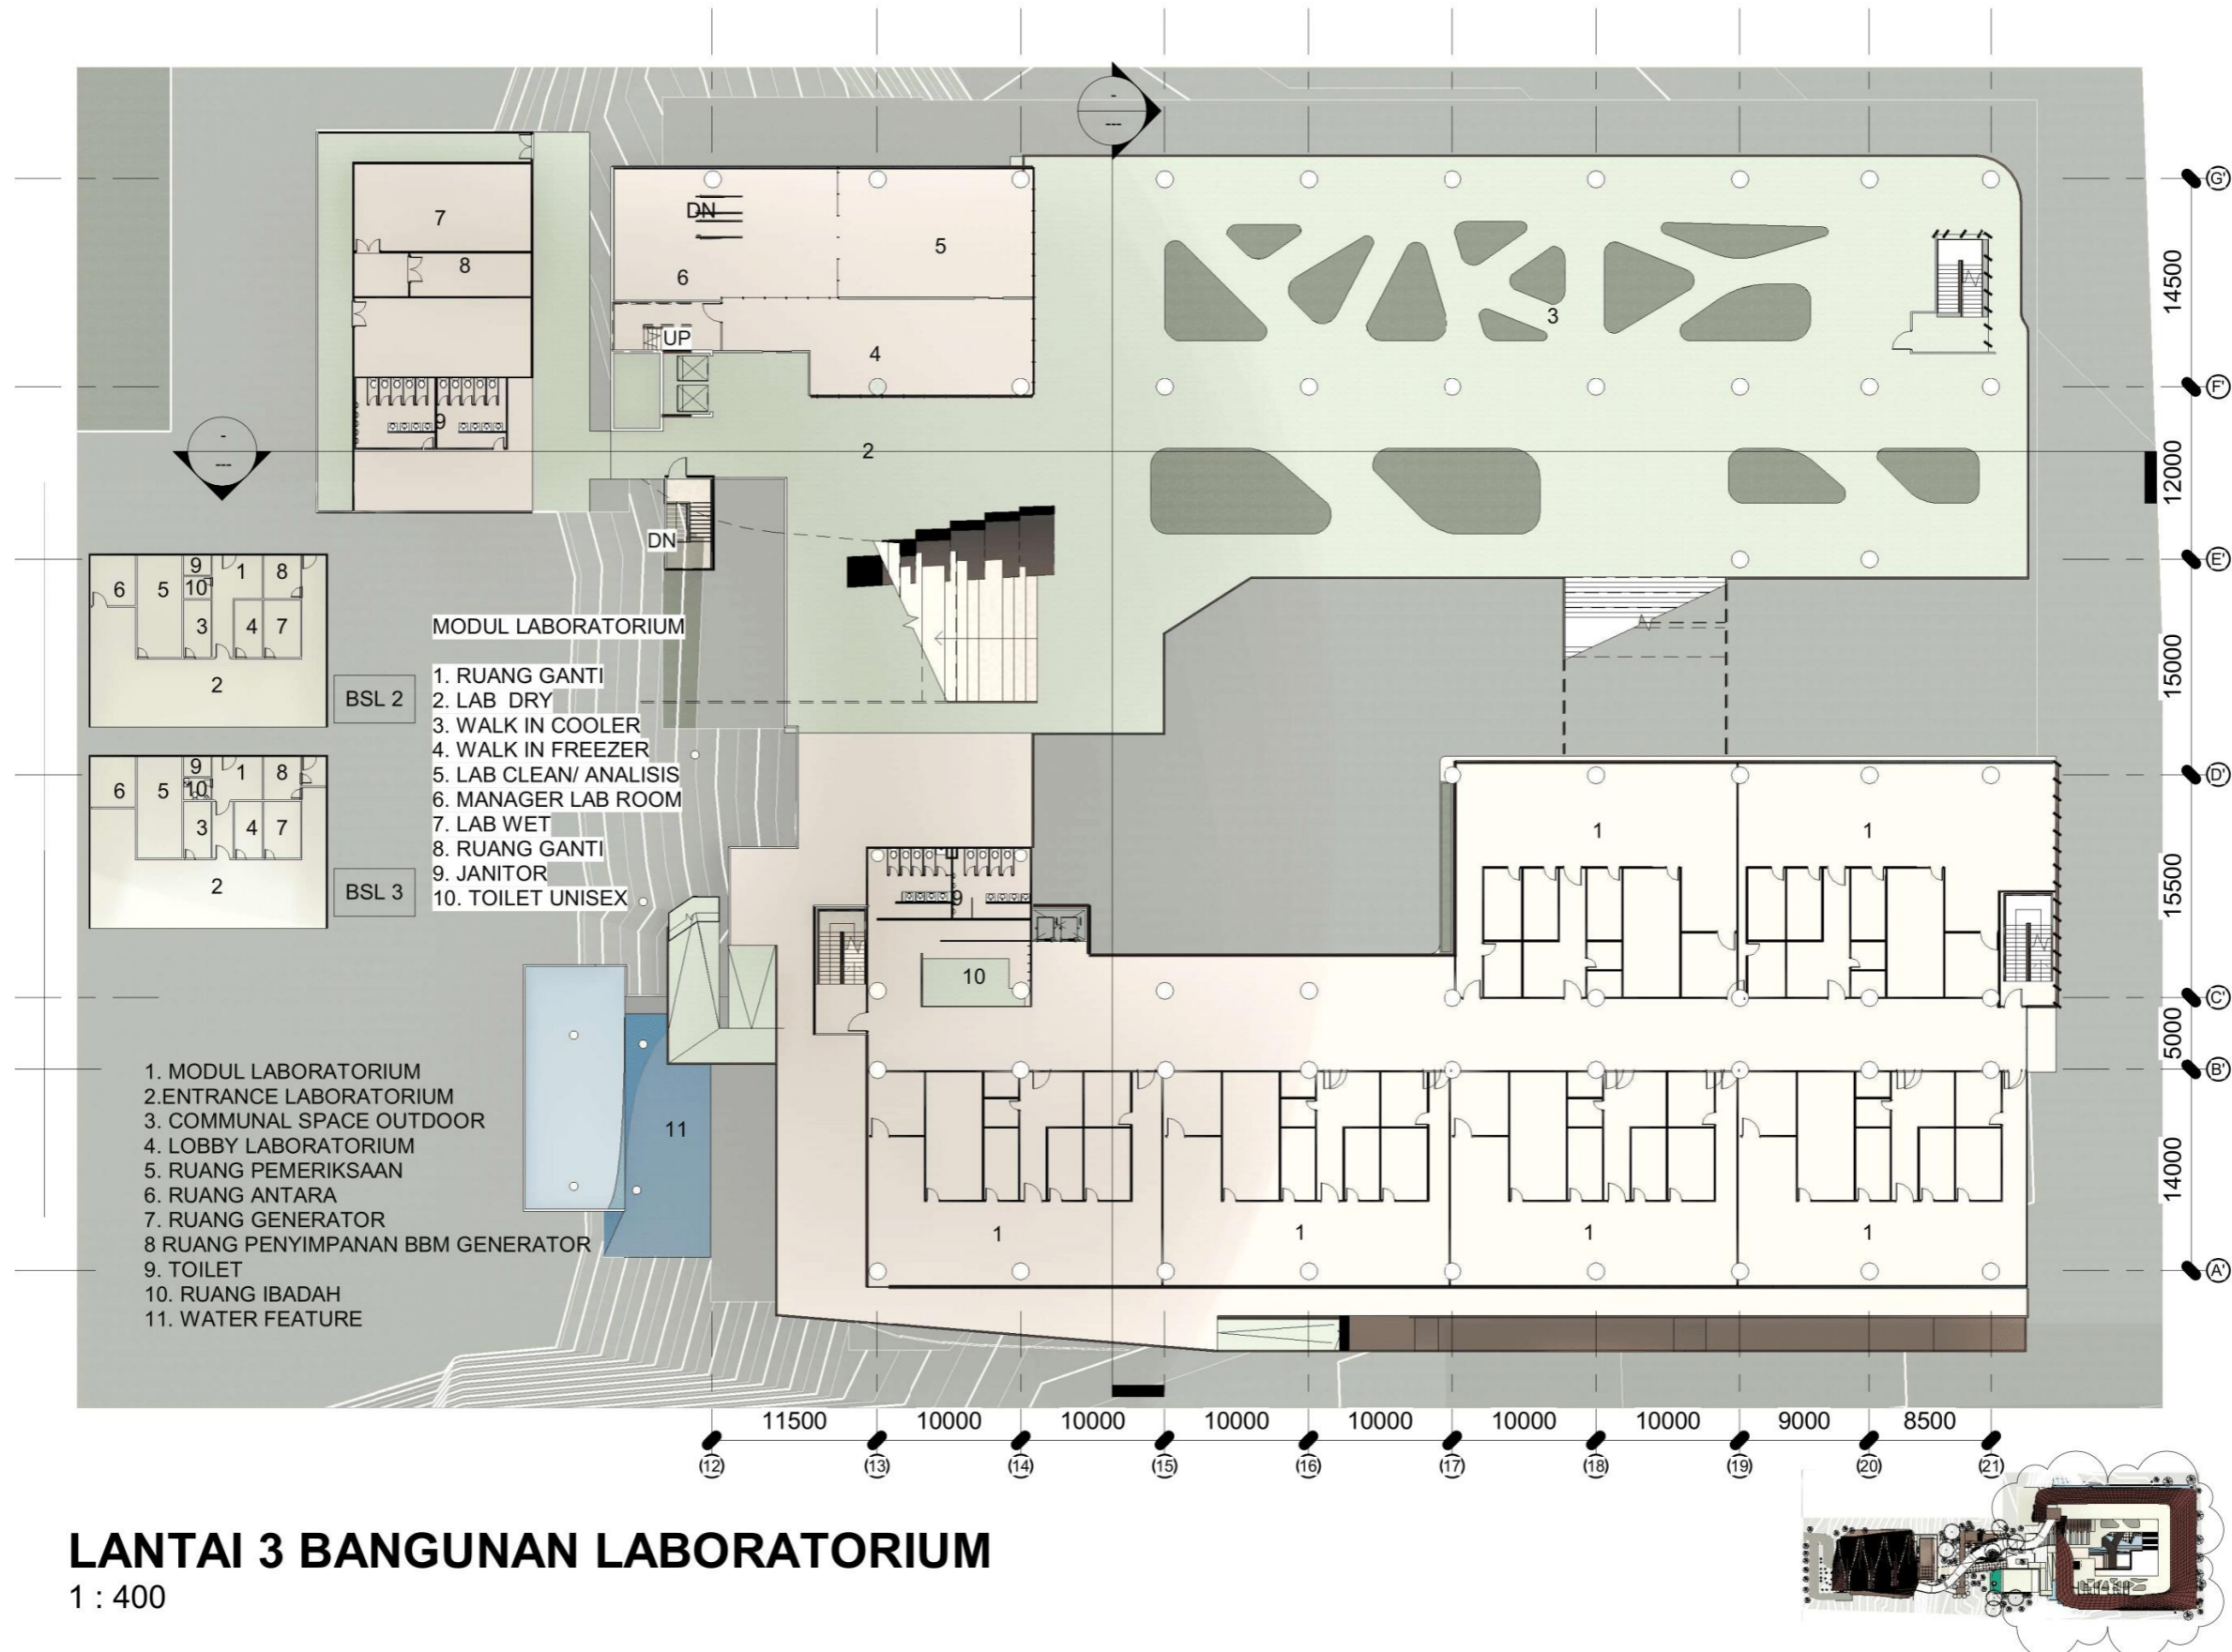 G'
7
DN
5
8
6
14500
3
UP
4
F'
9
2
12000
DN
E'
9
1
8
6
5
10
MODUL LABORATORIUM
3
4
7
15000
1. RUANG GANTI
2
BSL 2
2. LAB  DRY
3. WALK IN COOLER
4. WALK IN FREEZER
9
1
8
5. LAB CLEAN/ ANALISIS
D'
6
5
10
6. MANAGER LAB ROOM
3
4
7
7. LAB WET
1
1
8. RUANG GANTI
2
BSL 3
9. JANITOR
15500
10. TOILET UNISEX
9
10
C'
5000
1. MODUL LABORATORIUM
B'
2.ENTRANCE LABORATORIUM
3. COMMUNAL SPACE OUTDOOR
11
4. LOBBY LABORATORIUM
5. RUANG PEMERIKSAAN
14000
6. RUANG ANTARA
7. RUANG GENERATOR
1
1
1
1
8 RUANG PENYIMPANAN BBM GENERATOR
9. TOILET
A'
10. RUANG IBADAH
11. WATER FEATURE
11500 10000 10000 10000 10000 10000 10000 9000 8500
12 13 14 15 16 17 18 19 20 21
LANTAI 3 BANGUNAN LABORATORIUM
1 : 400